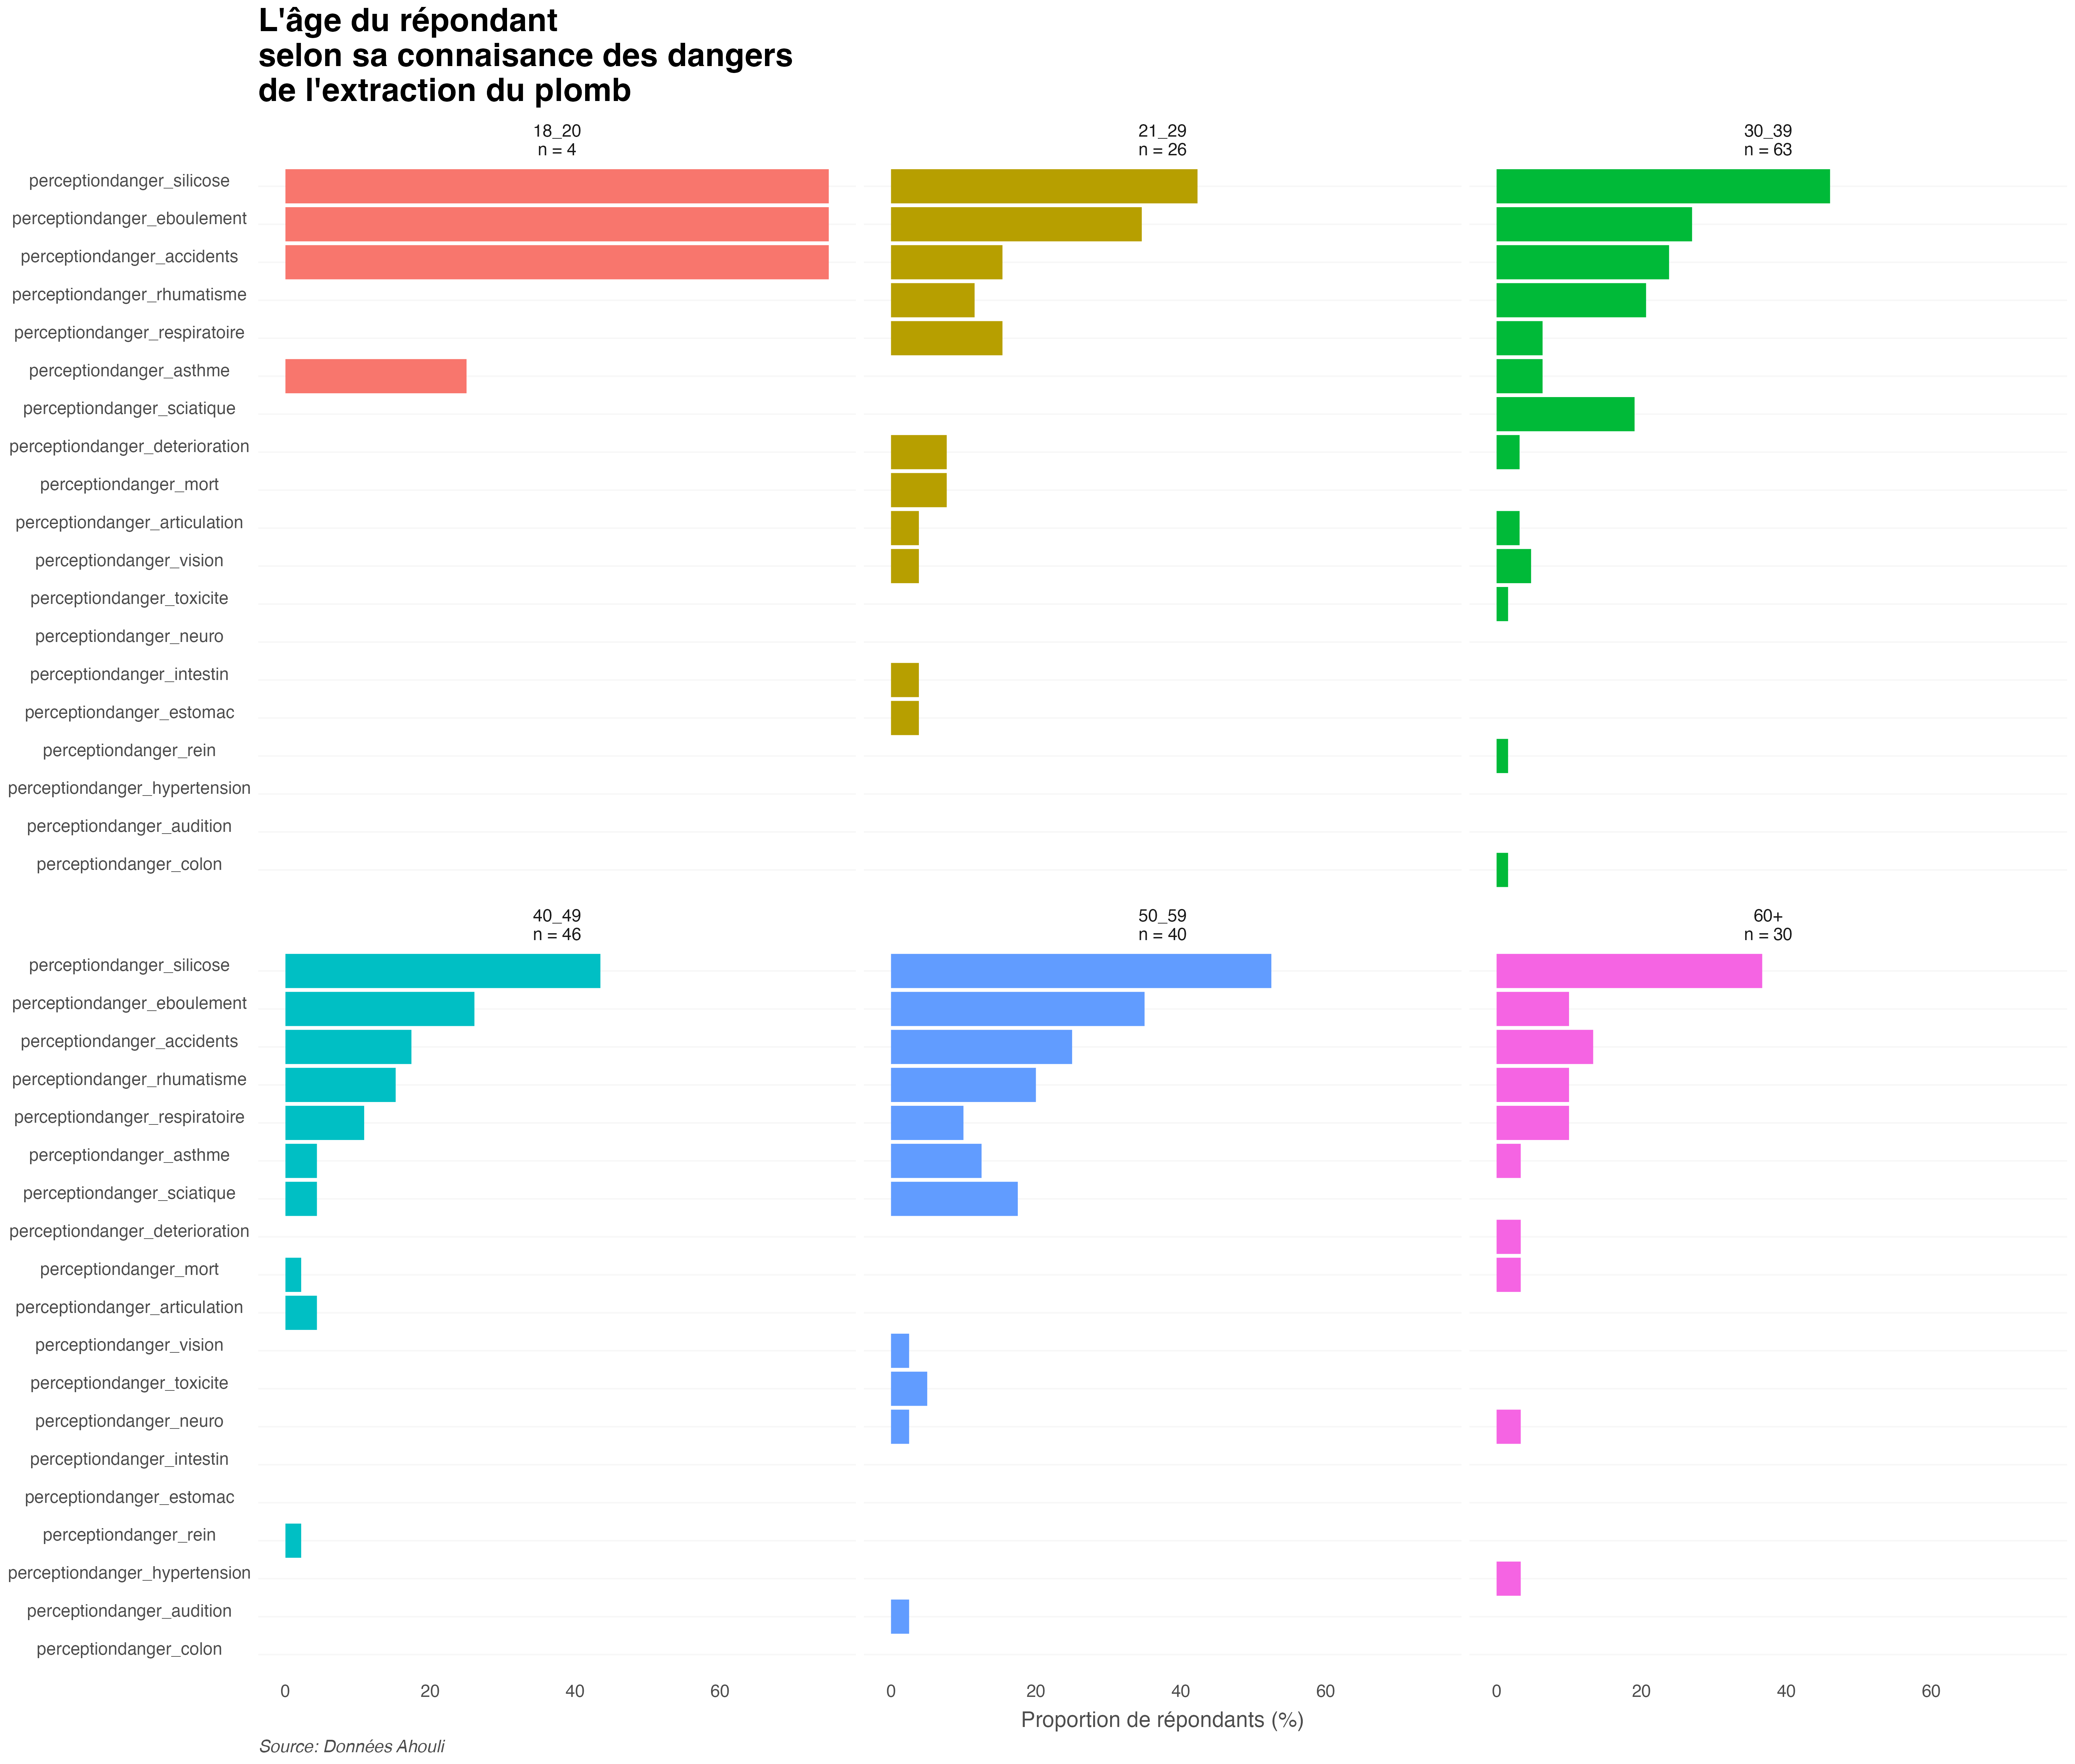 L'âge du répondant
selon sa connaisance des dangers
de l'extraction du plomb
18_20
n = 4
21_29
n = 26
30_39
n = 63
perceptiondanger_silicose
perceptiondanger_eboulement
perceptiondanger_accidents
perceptiondanger_rhumatisme
perceptiondanger_respiratoire
perceptiondanger_asthme
perceptiondanger_sciatique
perceptiondanger_deterioration
perceptiondanger_mort
perceptiondanger_articulation
perceptiondanger_vision
perceptiondanger_toxicite
perceptiondanger_neuro
perceptiondanger_intestin
perceptiondanger_estomac
perceptiondanger_rein
perceptiondanger_hypertension
perceptiondanger_audition
perceptiondanger_colon
40_49
n = 46
50_59
n = 40
60+
n = 30
perceptiondanger_silicose
perceptiondanger_eboulement
perceptiondanger_accidents
perceptiondanger_rhumatisme
perceptiondanger_respiratoire
perceptiondanger_asthme
perceptiondanger_sciatique
perceptiondanger_deterioration
perceptiondanger_mort
perceptiondanger_articulation
perceptiondanger_vision
perceptiondanger_toxicite
perceptiondanger_neuro
perceptiondanger_intestin
perceptiondanger_estomac
perceptiondanger_rein
perceptiondanger_hypertension
perceptiondanger_audition
perceptiondanger_colon
0 20 40 60
0 20 40 60
0 20 40 60
Proportion de répondants (%)
Source: Données Ahouli